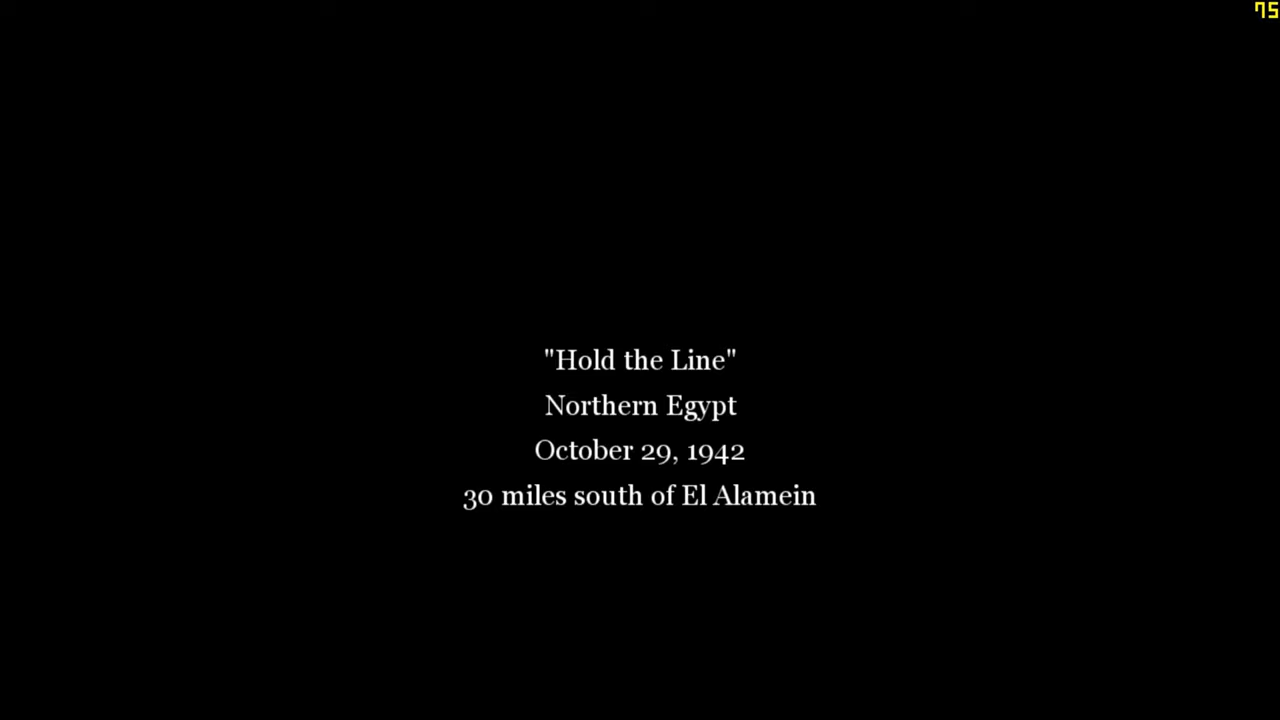 75
"Hold the Line"
Northern Egypt
October 29, 1942
30 miles south of El Alamein